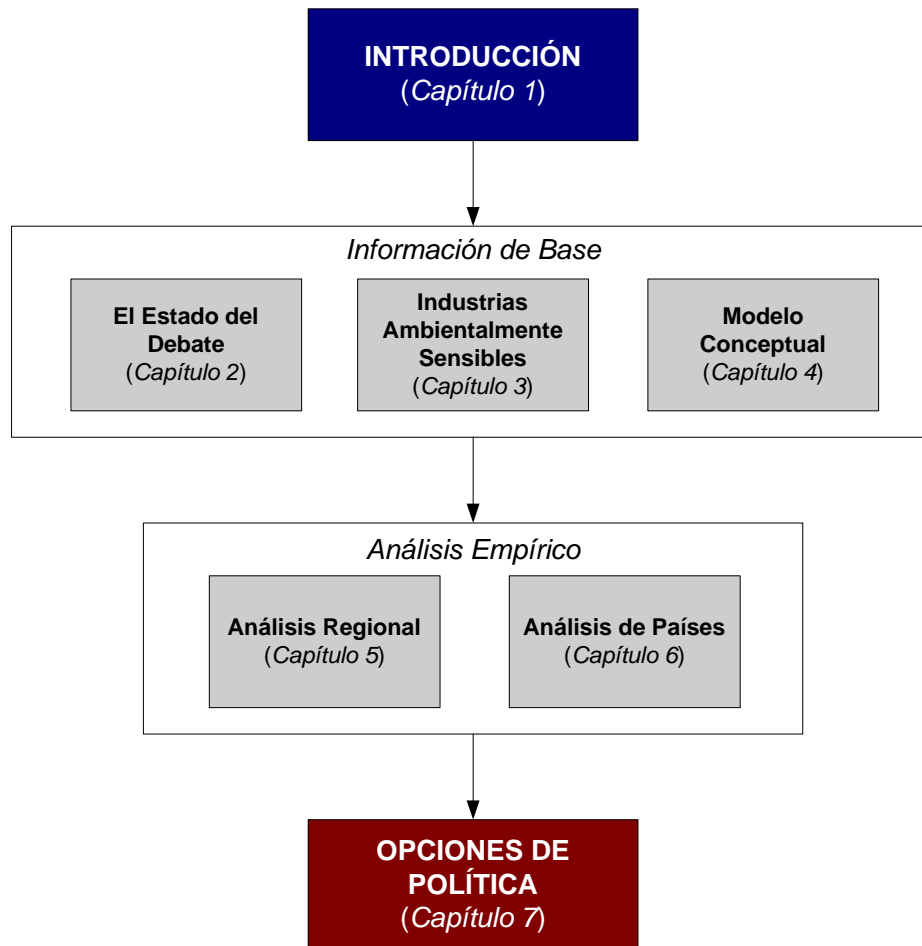 INTRODUCCIÓN
(Capítulo 1)
Información de Base
El Estado del
Debate
(Capítulo 2)
Industrias
Ambientalmente
Sensibles
(Capítulo 3)
Modelo
Conceptual
(Capítulo 4)
Análisis Empírico
Análisis Regional
(Capítulo 5)
Análisis de Países
(Capítulo 6)
OPCIONES DE
POLÍTICA
(Capítulo 7)